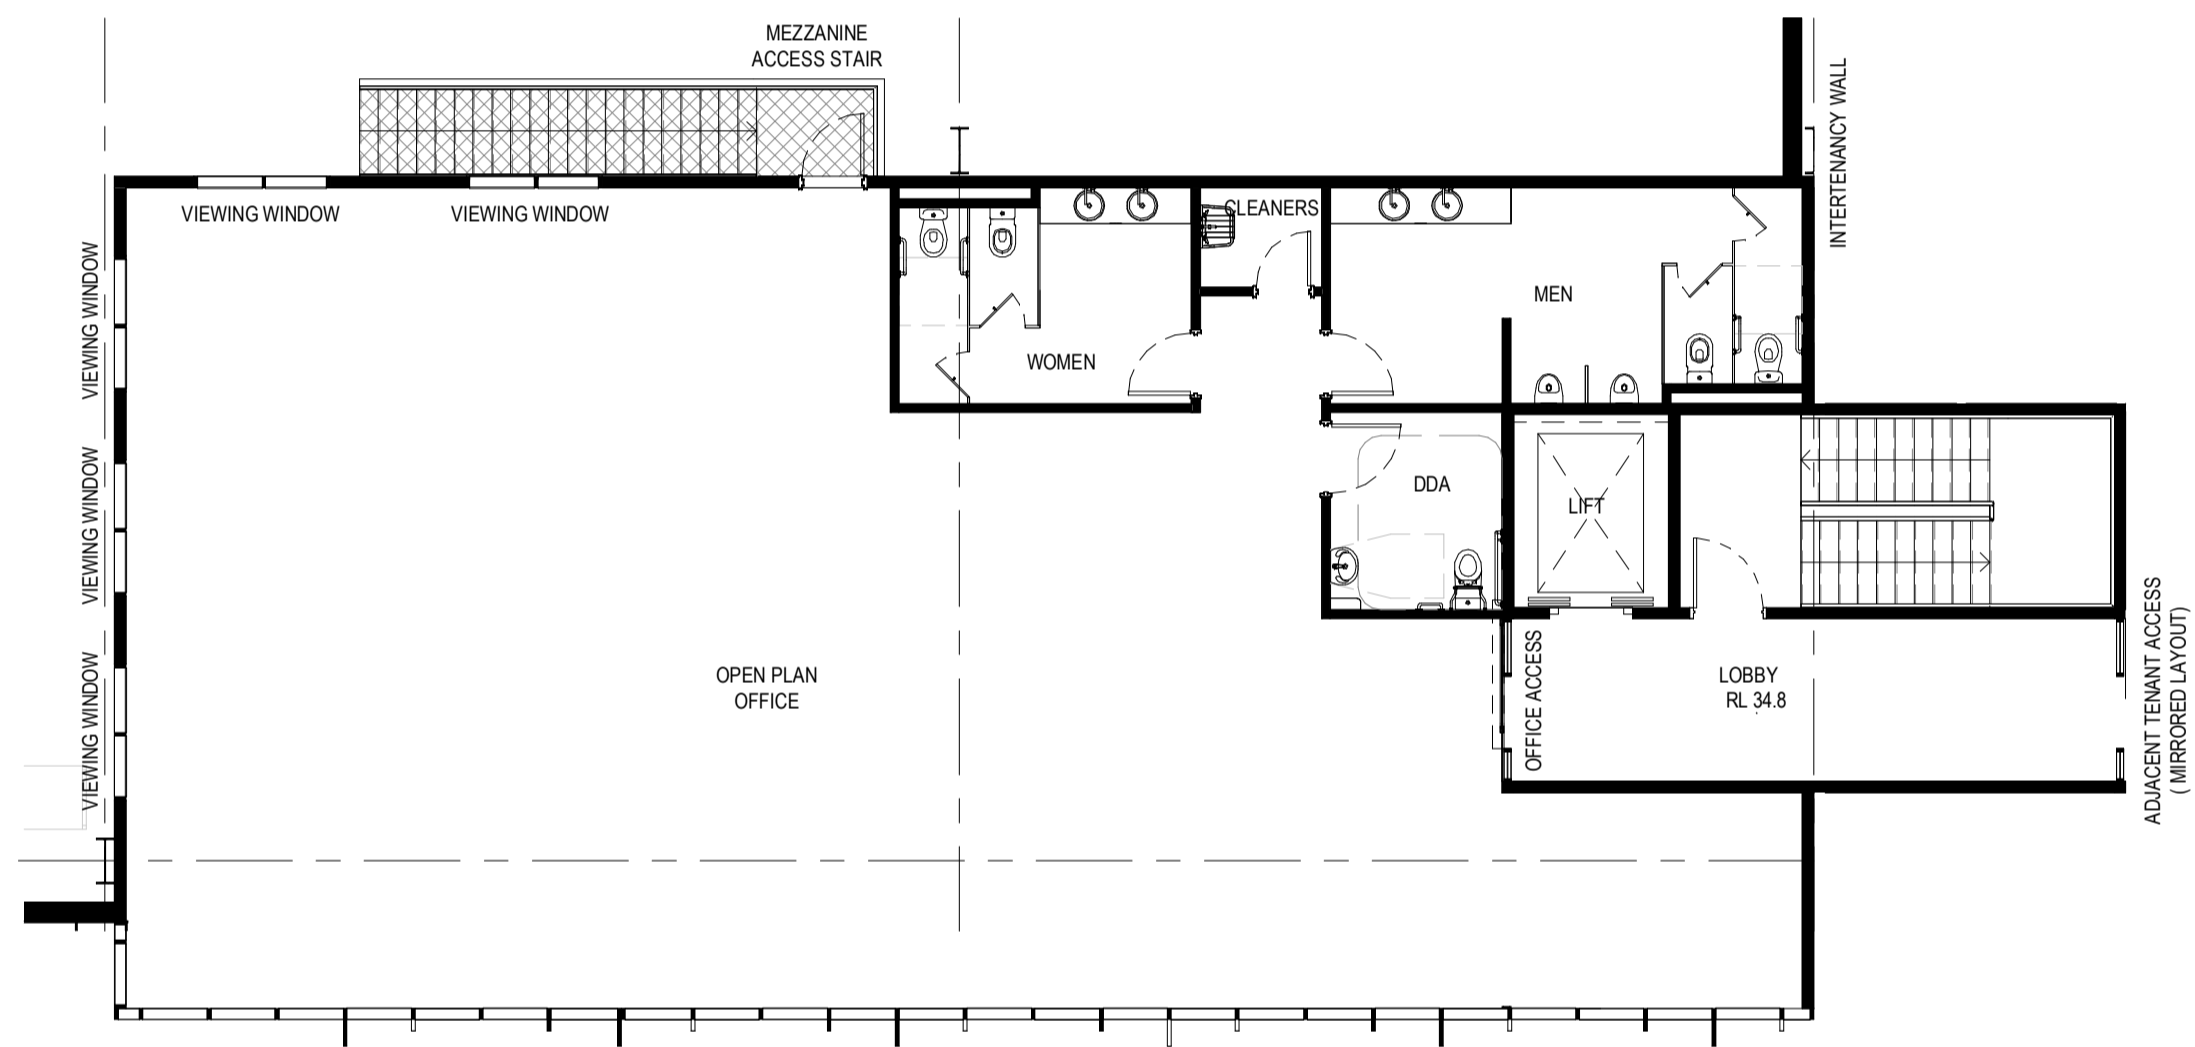 MEZZANINE
ACCESS STAIR
INTERTENANCY WALL
VIEWING WINDOW
VIEWING WINDOW
CLEANERS
VIEWING WINDOW
MEN
WOMEN
VIEWING WINDOW
DDA
LIFT
VIEWING WINDOW
OPEN PLAN
OFFICE
OFFICE ACCESS
LOBBY
RL 34.8
ADJACENT TENANT ACCESS
( MIRRORED LAYOUT)